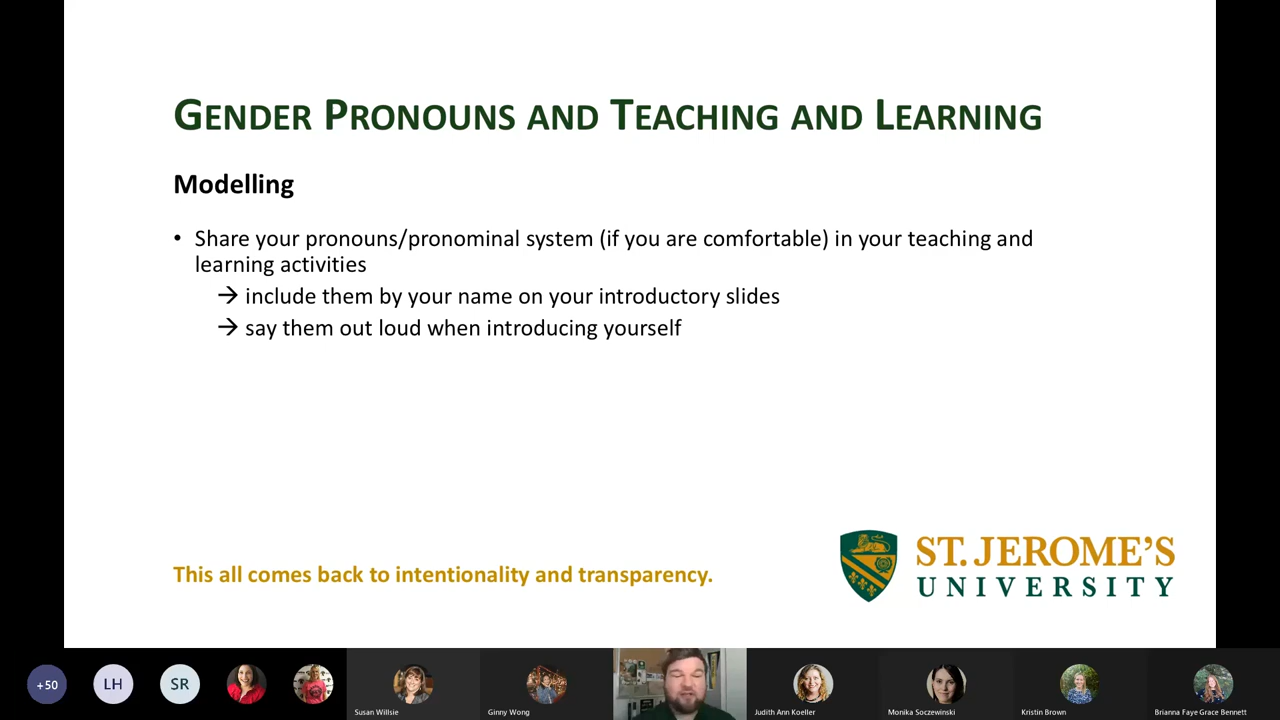 GENDER PRONOUNS AND TEACHING AND LEARNING
Modelling
• Share your pronouns/pronominal system (if you are comfortable) in your teaching and
learning activities
→ include them by your name on your introductory slides
→ say them out loud when introducing yourself
This all comes back to intentionality and transparency.
ST. JEROME'S
UNIVERSITY
+50
LH
SR
Susan Willsie
Ginny Wong
Judith Ann Koeller
Monika Soczewinski
Kristin Brown
Brianna Faye Grace Bennett